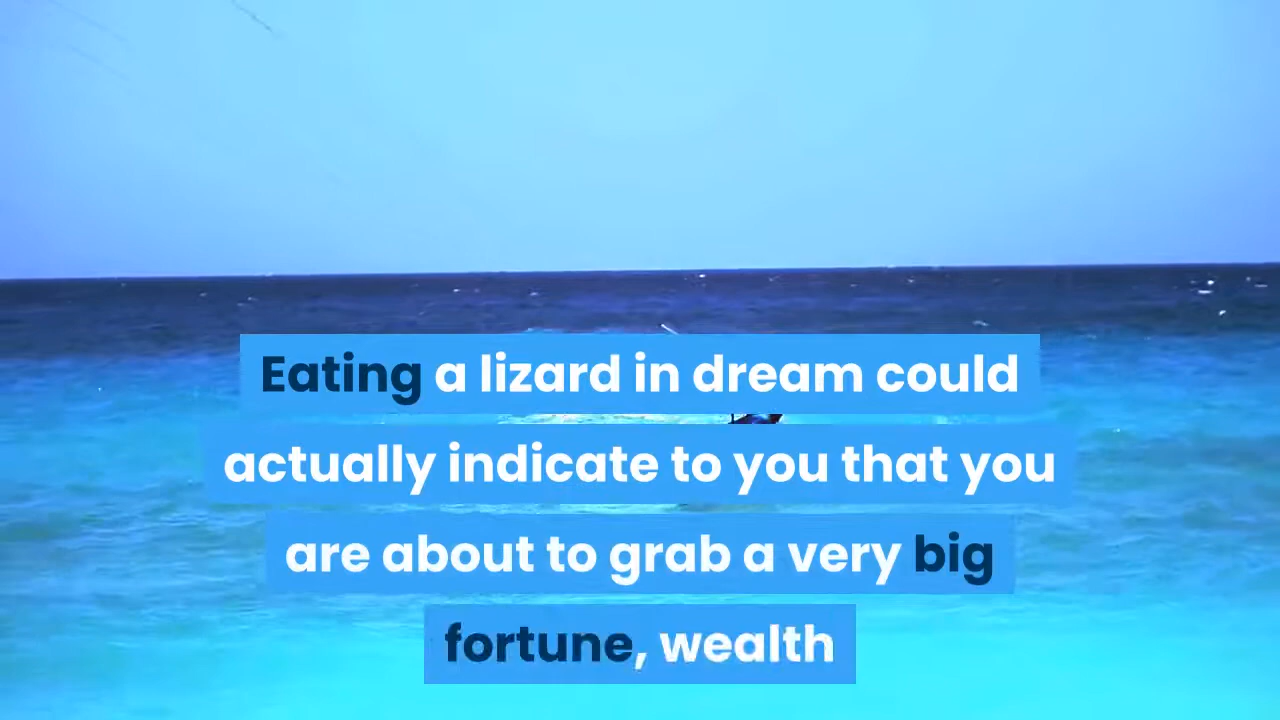 Eating a lizard in dream could
actually indicate to you that you
are about to grab a very big
fortune, wealth